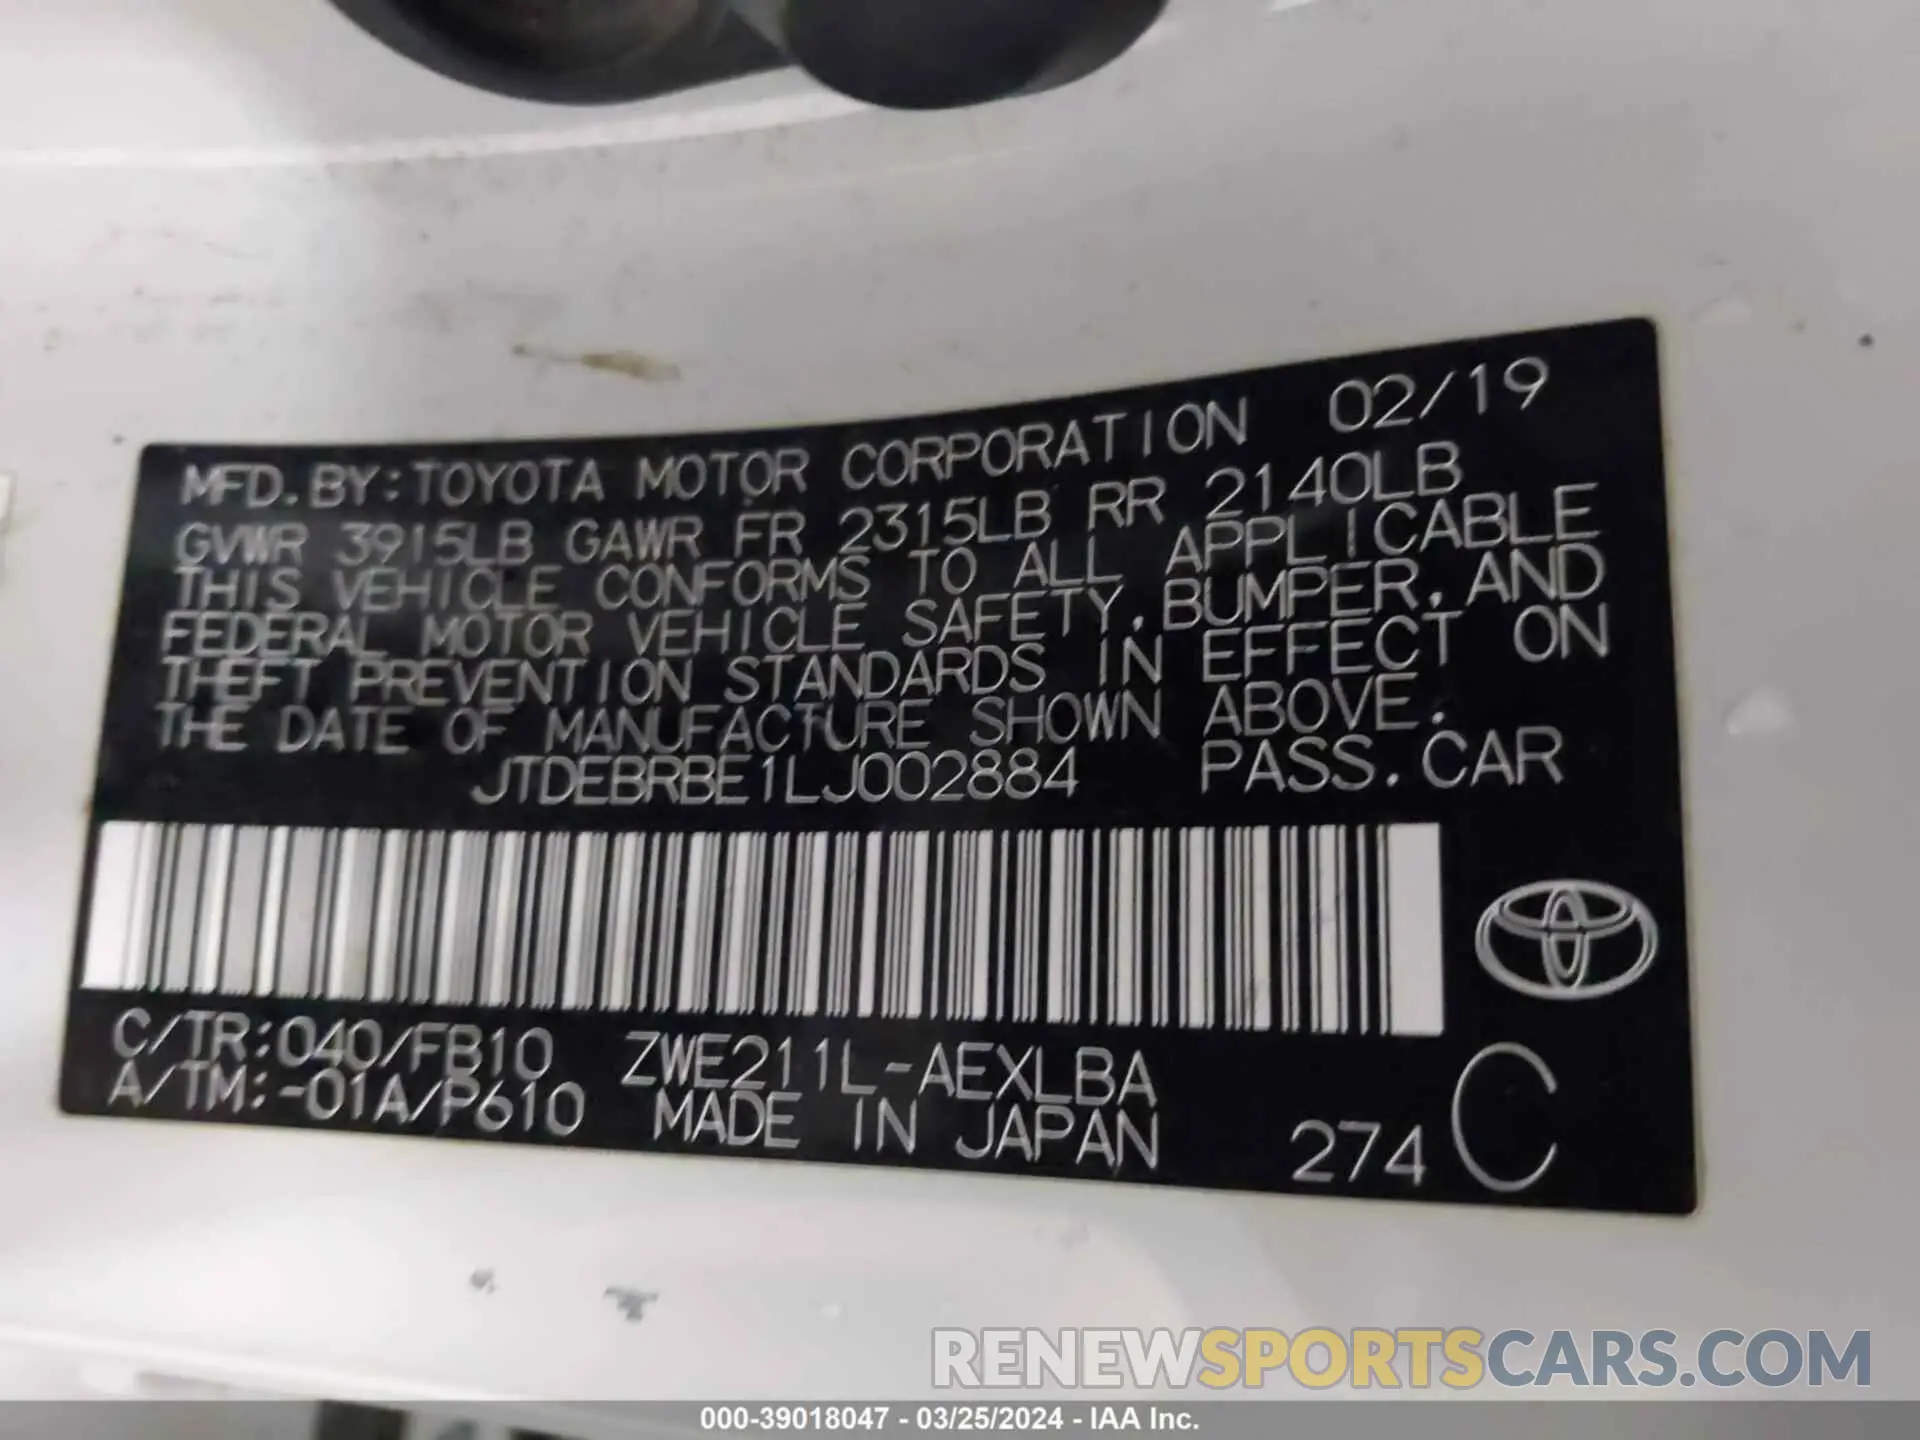 MFD. BY: TOYOTA MOTOR CORPORATION 02/19
GVWR 3915LB GAWR FR 2315LB RR 2140LB
THIS VEHICLE CONFORMS TO ALL APPLICABLE
FEDERAL MOTOR VEHICLE SAFETY, BUMPER, AND
THEFT PREVENTION STANDARDS IN EFFECT ON
THE DATE OF MANUFACTURE SHOWN ABOVE.
JTDEBRBE1LJ002884 PASS. CAR
C/TR: 040/FB10 ZWE211L-AEXLBA
A/TM: -01A/P610 MADE IN JAPAN 274 C
RENEWSPORTSCARS.COM
000-39018047 - 03/25/2024 - IAA Inc.